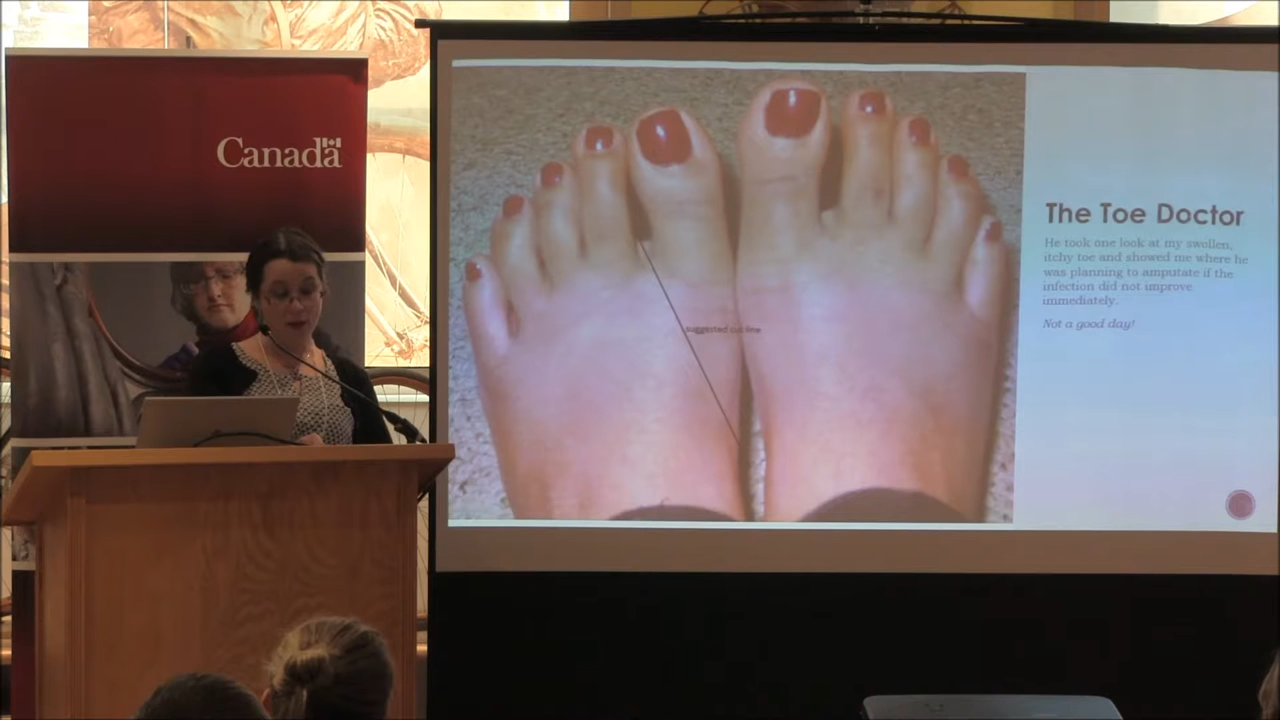 Canada
suggested cut line
The Toe Doctor
He took one look at my swollen,
itchy toe and showed me where he
was planning to amputate if the
infection did not improve
immediately.
Not a good day!